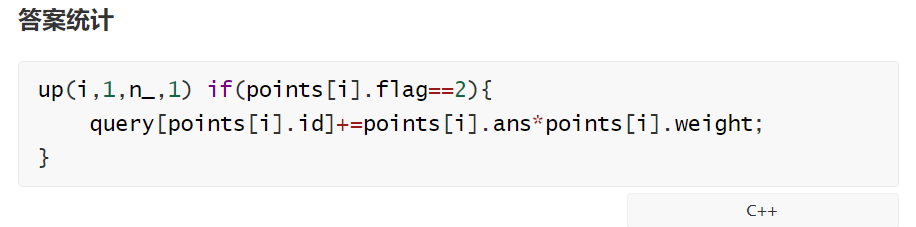 答案统计
up(i,1,n_,1) if(points[i].flag==2){
    query[points[i].id]+=points[i].ans*points[i].weight;
}
C++